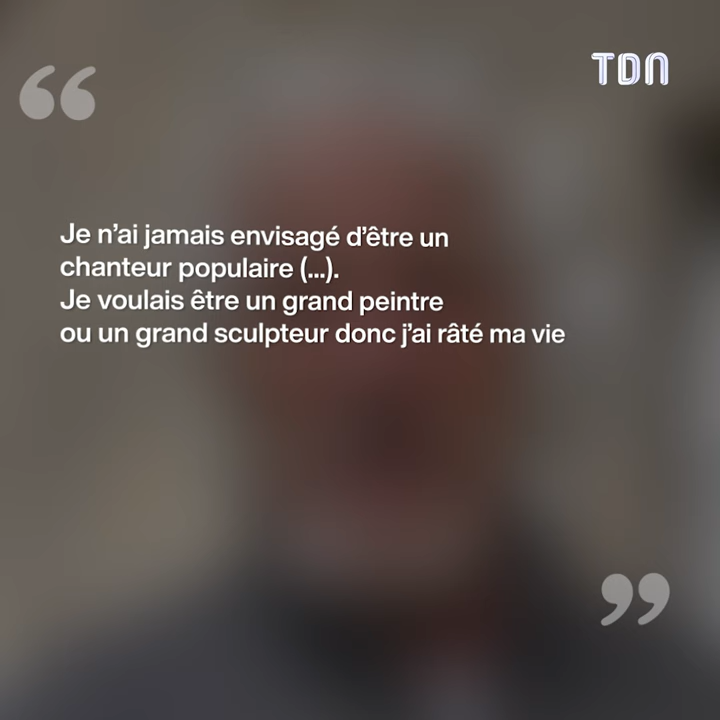 TDN
Je n’ai jamais envisagé d’être un
chanteur populaire (...).
Je voulais être un grand peintre
ou un grand sculpteur donc j’ai râté ma vie